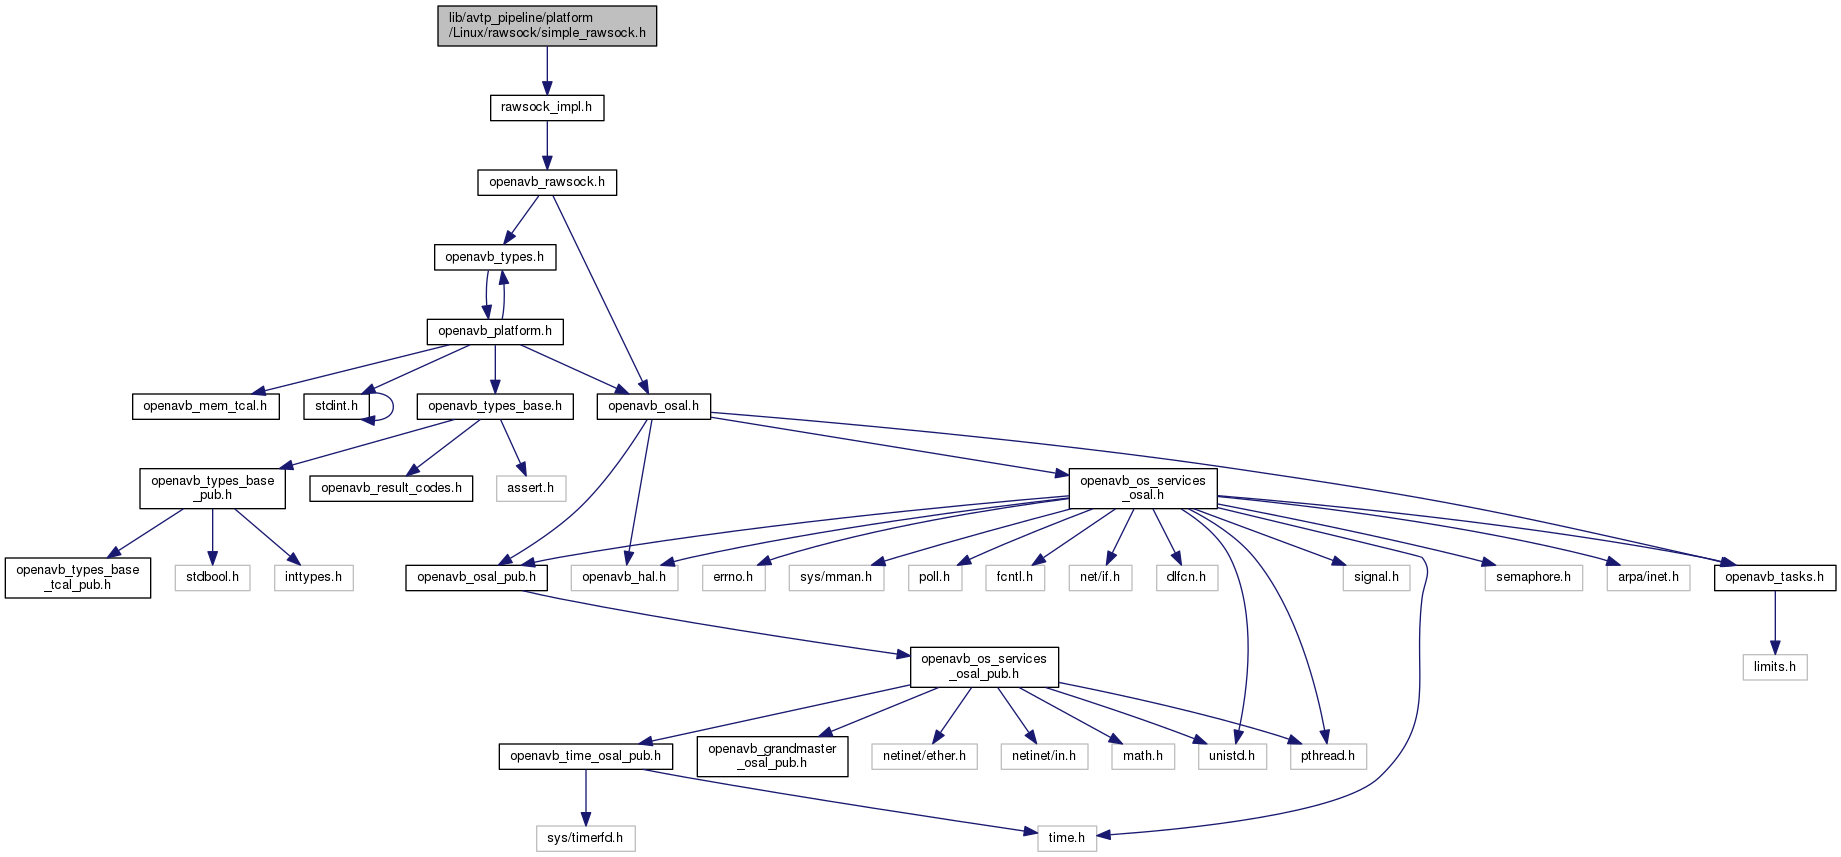 lib/avtp_pipeline/platform
/Linux/rawsock/simple_rawsock.h
rawsock_impl.h
openavb_rawsock.h
openavb_types.h
openavb_platform.h
openavb_mem_tcal.h
stdint.h
openavb_types_base.h
openavb_osal.h
openavb_types_base
_pub.h
openavb_result_codes.h
assert.h
openavb_os_services
_osal.h
openavb_types_base
_tcal_pub.h
stdbool.h
inttypes.h
openavb_osal_pub.h
openavb_hal.h
errno.h
sys/mman.h
poll.h
fcntl.h
net/if.h
dlfcn.h
signal.h
semaphore.h
arpa/inet.h
openavb_tasks.h
openavb_os_services
_osal_pub.h
limits.h
openavb_time_osal_pub.h
openavb_grandmaster
_osal_pub.h
netinet/ether.h
netinet/in.h
math.h
unistd.h
pthread.h
sys/timerfd.h
time.h